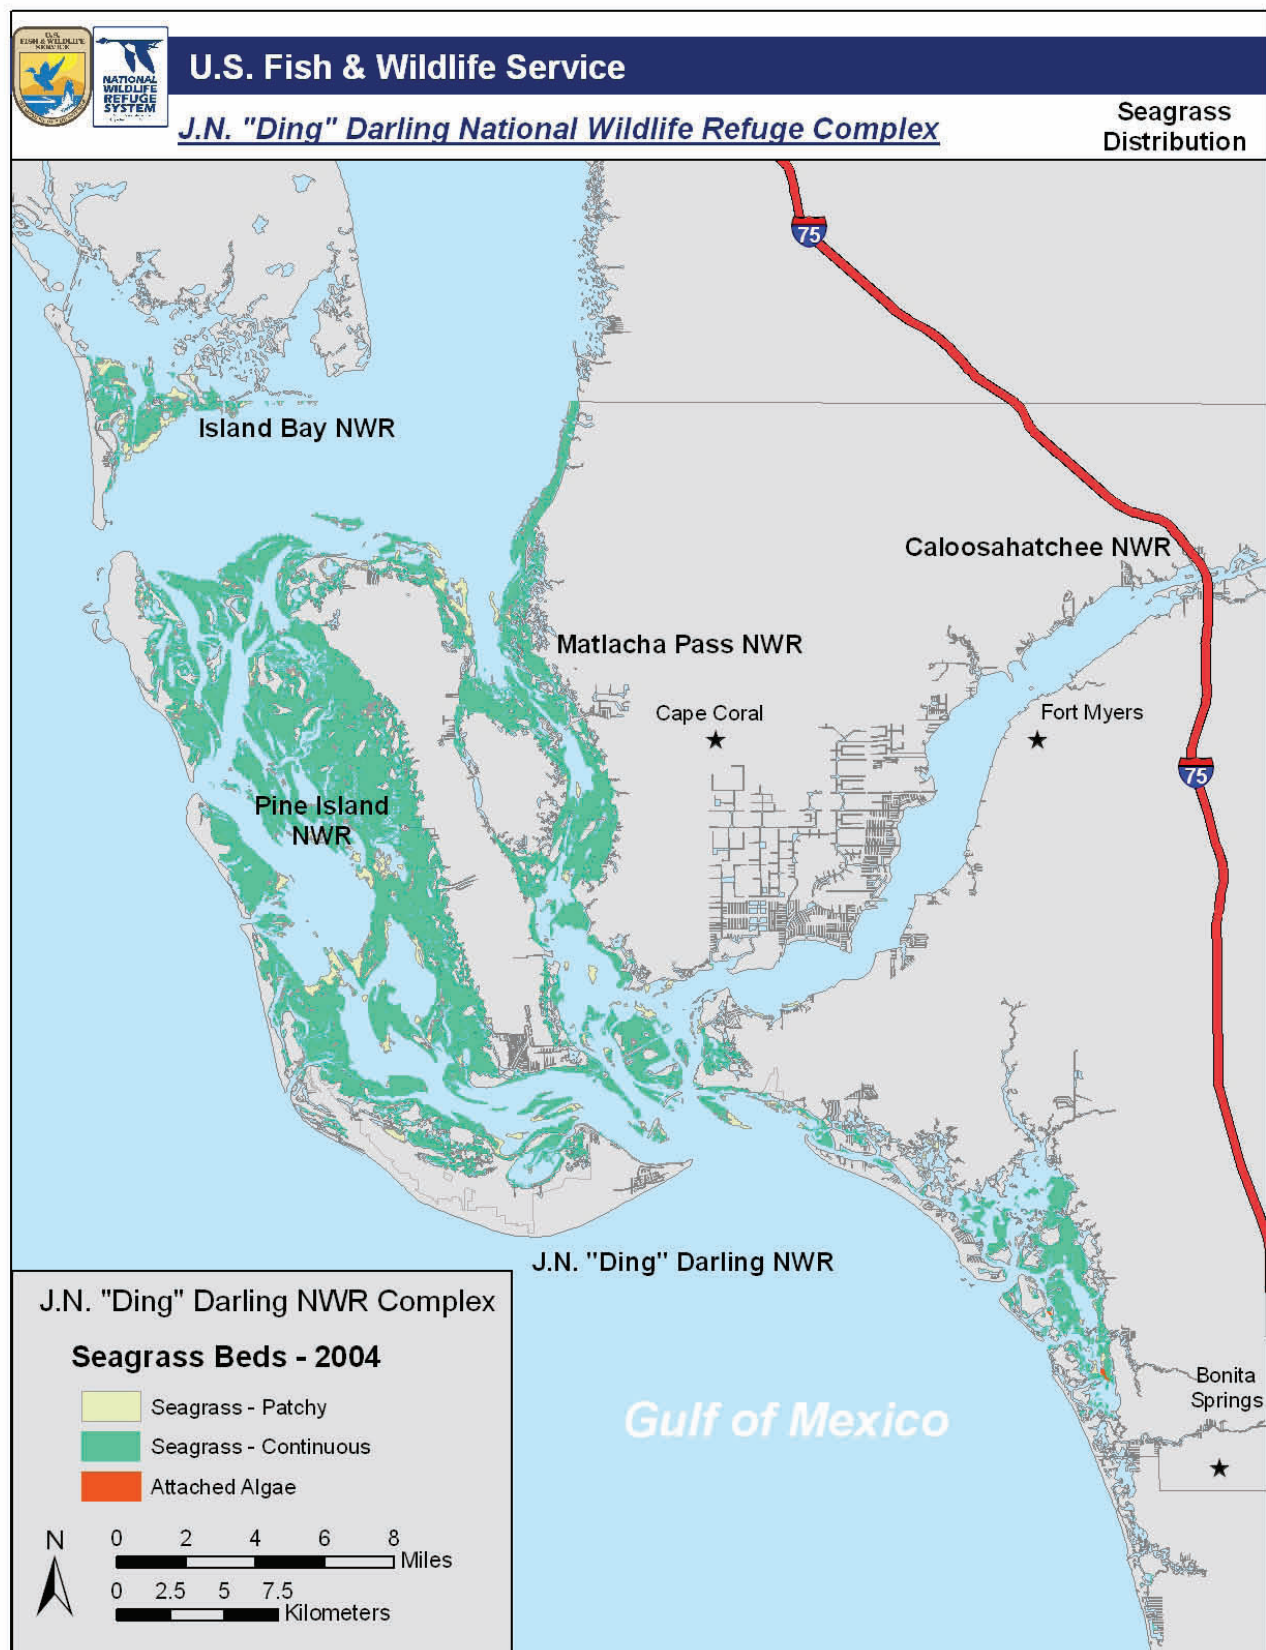 U.S.
FISH & WILDLIFE
SERVICE
NATIONAL
WILDLIFE
REFUGE
SYSTEM
U.S. Fish & Wildlife Service
J.N. "Ding" Darling National Wildlife Refuge Complex
Seagrass
Distribution
75
Island Bay NWR
Caloosahatchee NWR
Matlacha Pass NWR
Cape Coral
Fort Myers
75
Pine Island
NWR
J.N. "Ding" Darling NWR
Bonita
Springs
Gulf of Mexico
J.N. "Ding" Darling NWR Complex
Seagrass Beds - 2004
Seagrass - Patchy
Seagrass - Continuous
Attached Algae
N
0 2 4 6 8
Miles
0 2.5 5 7.5
Kilometers